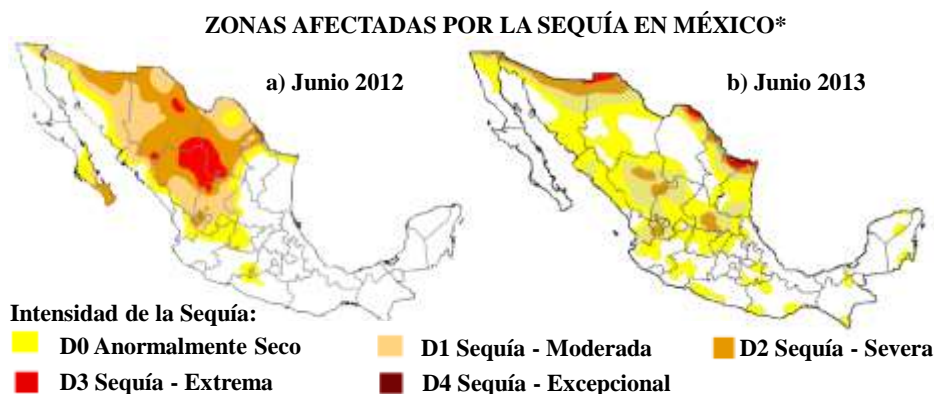 ZONAS AFECTADAS POR LA SEQUÍA EN MÉXICO*
a) Junio 2012
b) Junio 2013
Intensidad de la Sequía:
D0 Anormalmente Seco
D1 Sequía - Moderada
D2 Sequía - Severa
D3 Sequía - Extrema
D4 Sequía - Excepcional